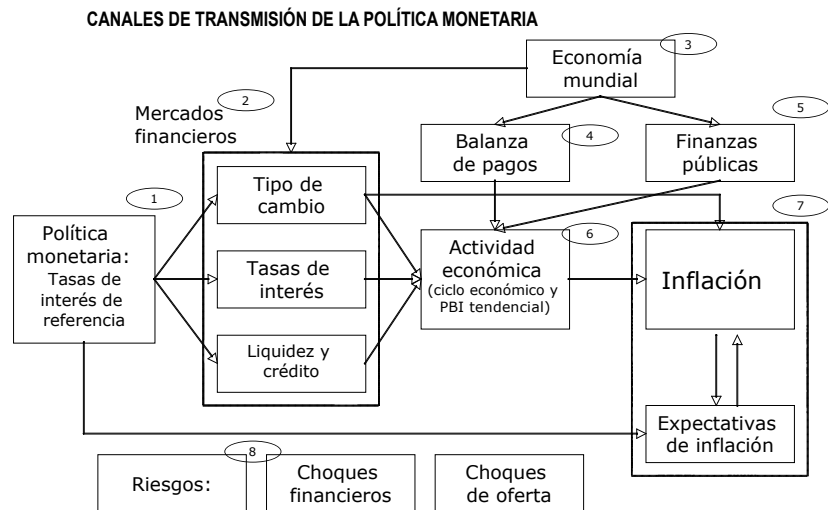 CANALES DE TRANSMISIÓN DE LA POLÍTICA MONETARIA
3
Economía
mundial
2
Mercados
financieros
4
Balanza
de pagos
5
Finanzas
públicas
1
Política
monetaria:
Tasas de
interés de
referencia
Tipo de
cambio
Tasas de
interés
Liquidez y
crédito
6
Actividad
económica
(ciclo económico y
PBI tendencial)
7
Inflación
Expectativas
de inflación
8
Riesgos:
Choques
financieros
Choques
de oferta